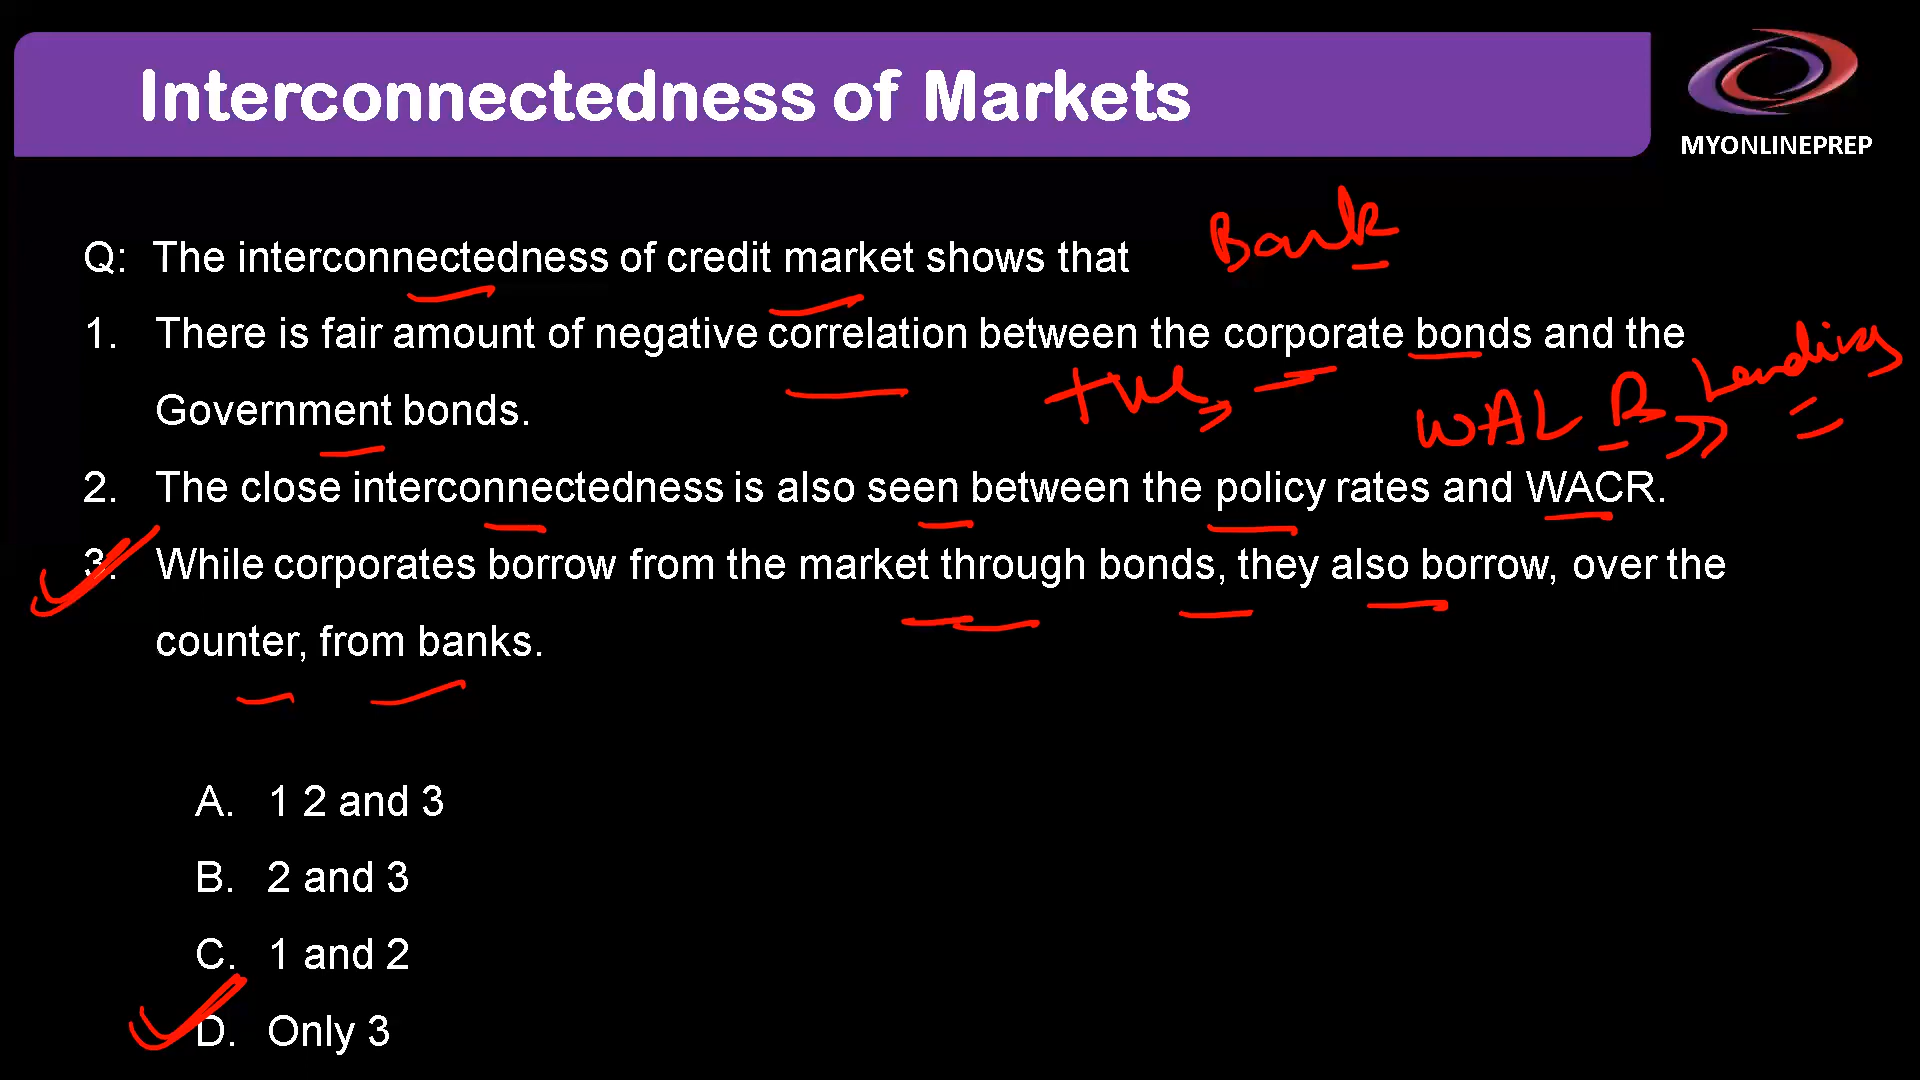 Interconnectedness of Markets
MYONLINEPREP
Bank
Q: The interconnectedness of credit market shows that
1. There is fair amount of negative correlation between the corporate bonds and the
Government bonds.
+ve
WALR
Lending
2. The close interconnectedness is also seen between the policy rates and WACR.
3. While corporates borrow from the market through bonds, they also borrow, over the
counter, from banks.
A. 1 2 and 3
B. 2 and 3
C. 1 and 2
D. Only 3